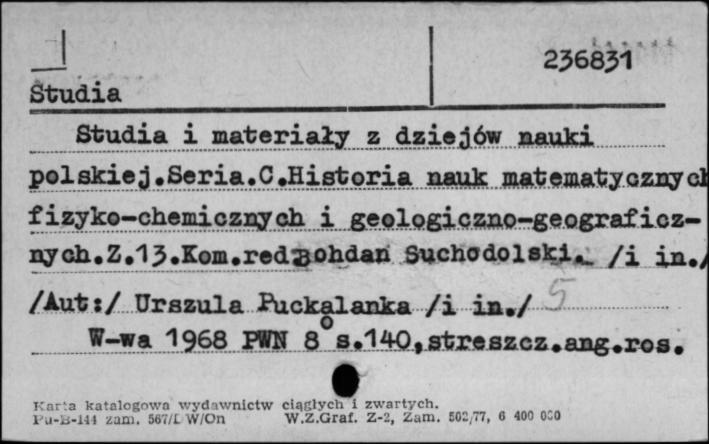 236831
Studia
Studia i materiały z dziejów nauki
polskiej.Seria.C.Historia nauk matematycznych
fizyko-chemicznych i geologiczno-geograficz-
nych.Z.13.Kom.red.Bohdan Suchodolski. /i in./
/Aut:/ Urszula Puckalanka /i in./ 5
W-wa 1968 PWN 8° s.140,streszcz.ang.ros.
Karta katalogowa wydawnictw ciągłych i zwartych.
Pu-B-144 zam. 567/DW/On W.Z.Graf. Z-2, Zam. 502/77, 6 400 000